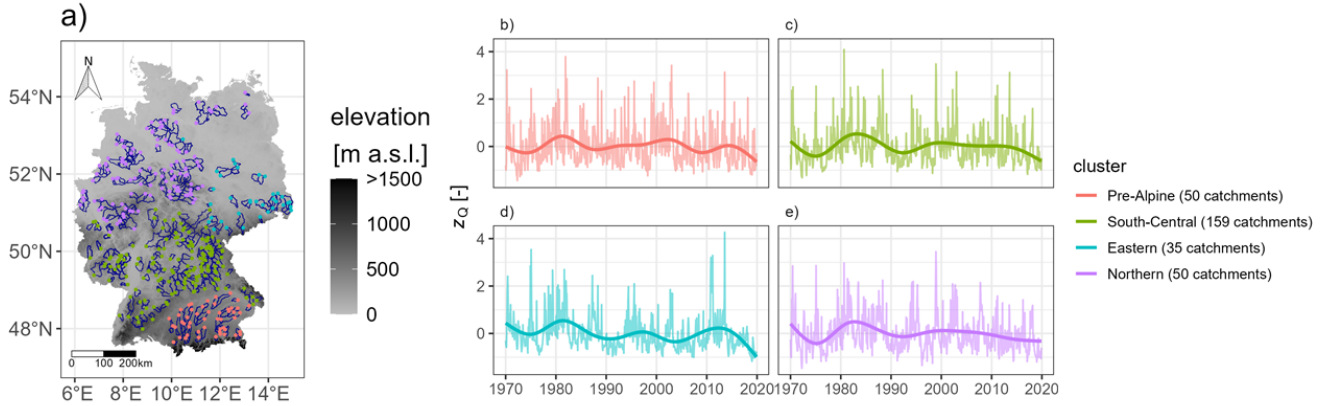 a)
N
54°N
52°N
50°N
48°N
0 100 200km
6°E 8°E 10°E 12°E 14°E
elevation
[m a.s.l.]
>1500
1000
500
0
b)
c)
4
2
0
d)
e)
4
2
0
zQ [-]
1970 1980 1990 2000 2010 2020
1970 1980 1990 2000 2010 2020
cluster
Pre-Alpine (50 catchments)
South-Central (159 catchments)
Eastern (35 catchments)
Northern (50 catchments)